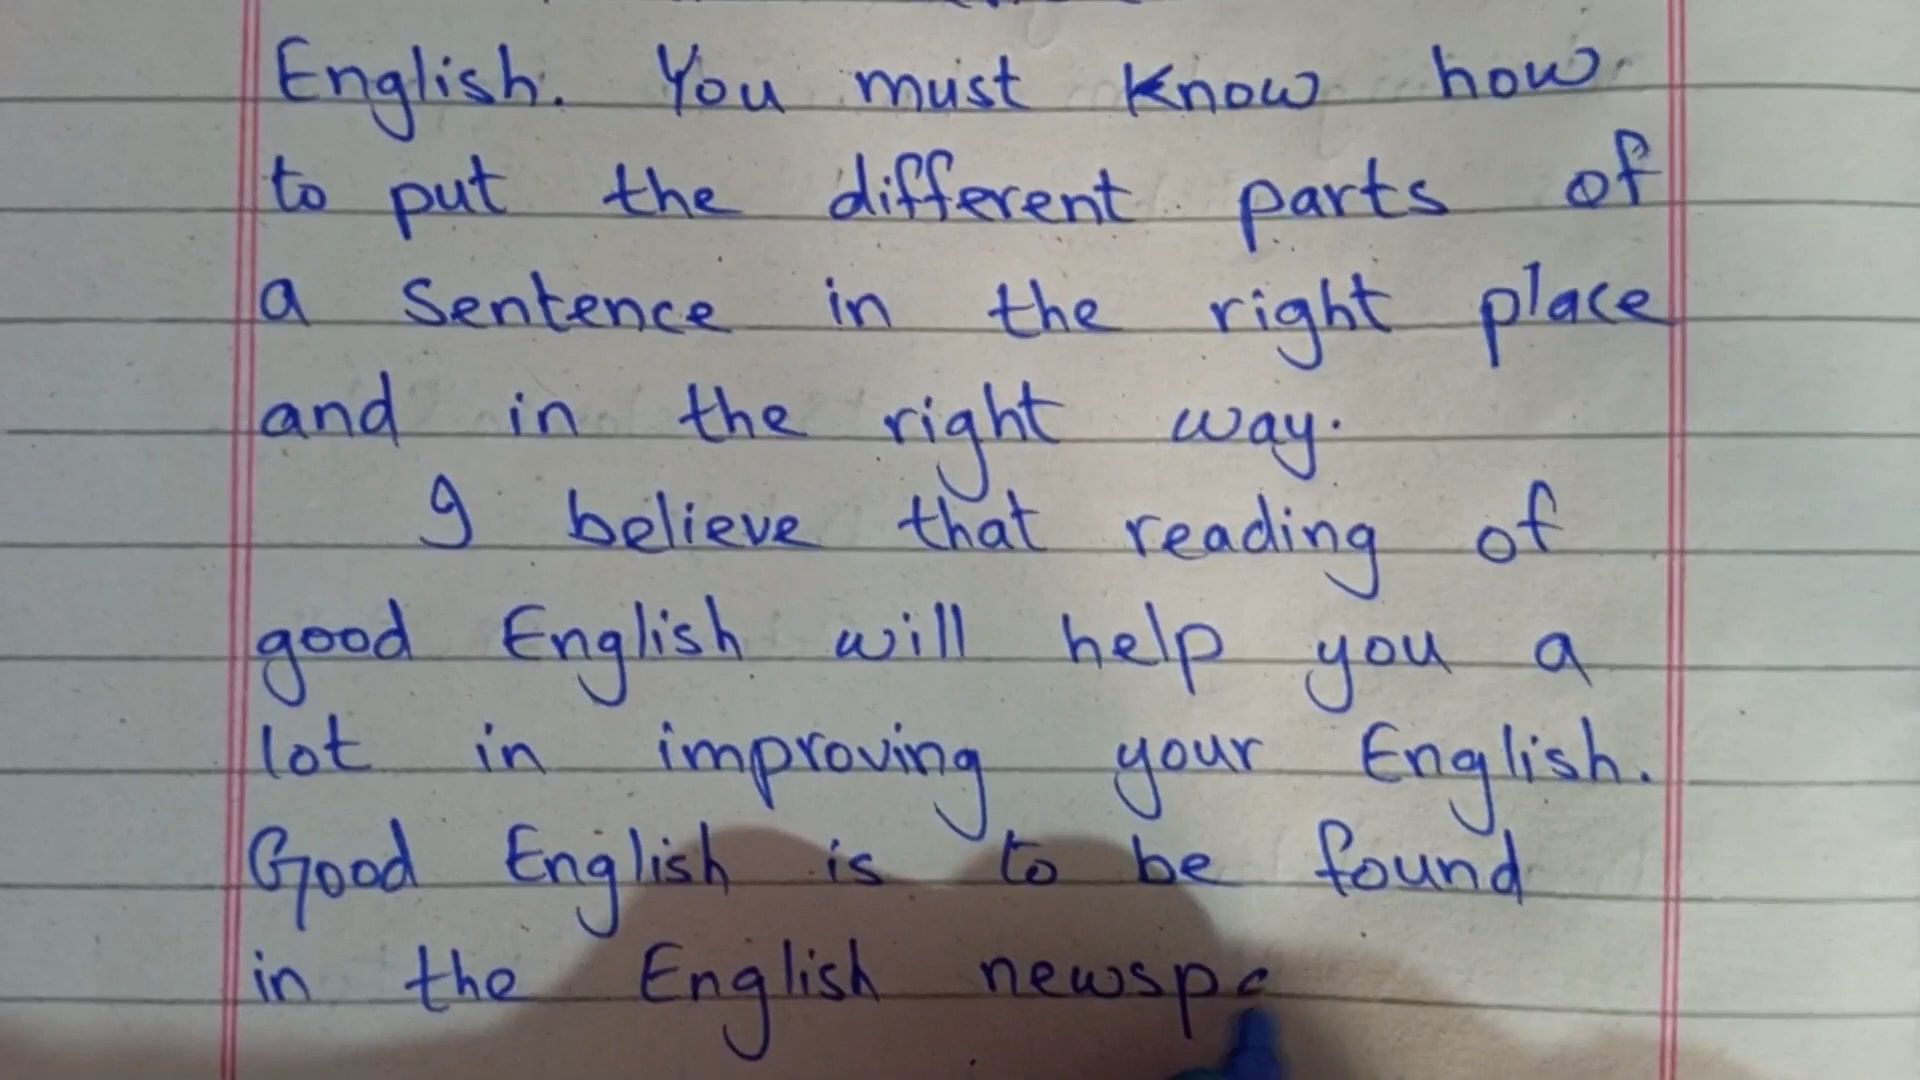 English. You must know how
to put the different parts of
a sentence in the right place
and in the right way.
I believe that reading of
good English will help you a
lot in improving your English.
Good English is to be found
in the English newspa